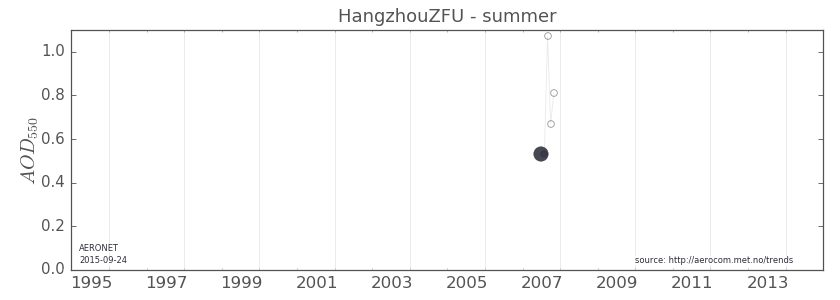 HangzhouZFU - summer
1.0
0.8
0.6
0.4
0.2
0.0
AOD550
AERONET
2015-09-24
source: http://aerocom.met.no/trends
1995 1997 1999 2001 2003 2005 2007 2009 2011 2013